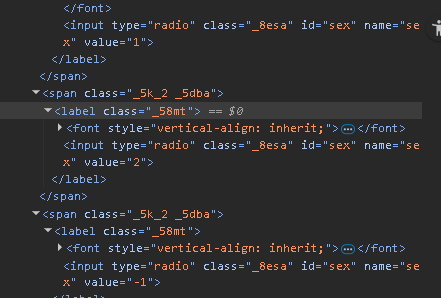 </font>
<input type="radio" class="_8esa" id="sex" name="se
x" value="1">
</label>
</span>
<span class="_5k_2 _5dba">
<label class="_58mt"> == $0
<font style="vertical-align: inherit;">…</font>
<input type="radio" class="_8esa" id="sex" name="se
x" value="2">
</label>
</span>
<span class="_5k_2 _5dba">
<label class="_58mt">
<font style="vertical-align: inherit;">…</font>
<input type="radio" class="_8esa" id="sex" name="se
x" value="-1">
</label>